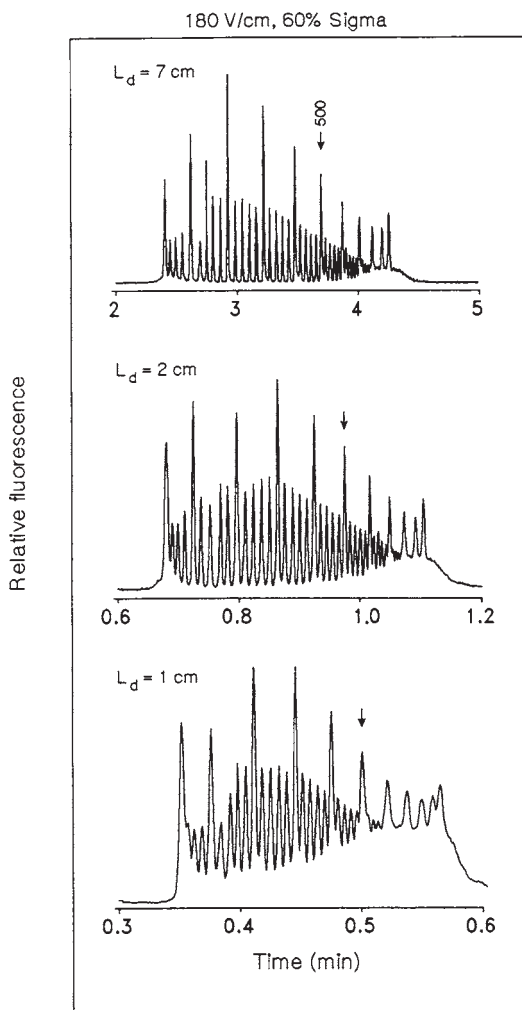 180 V/cm, 60% Sigma
L_d = 7 cm
500
2 3 4 5
Relative fluorescence
L_d = 2 cm
0.6 0.8 1.0 1.2
L_d = 1 cm
0.3 0.4 0.5 0.6
Time (min)